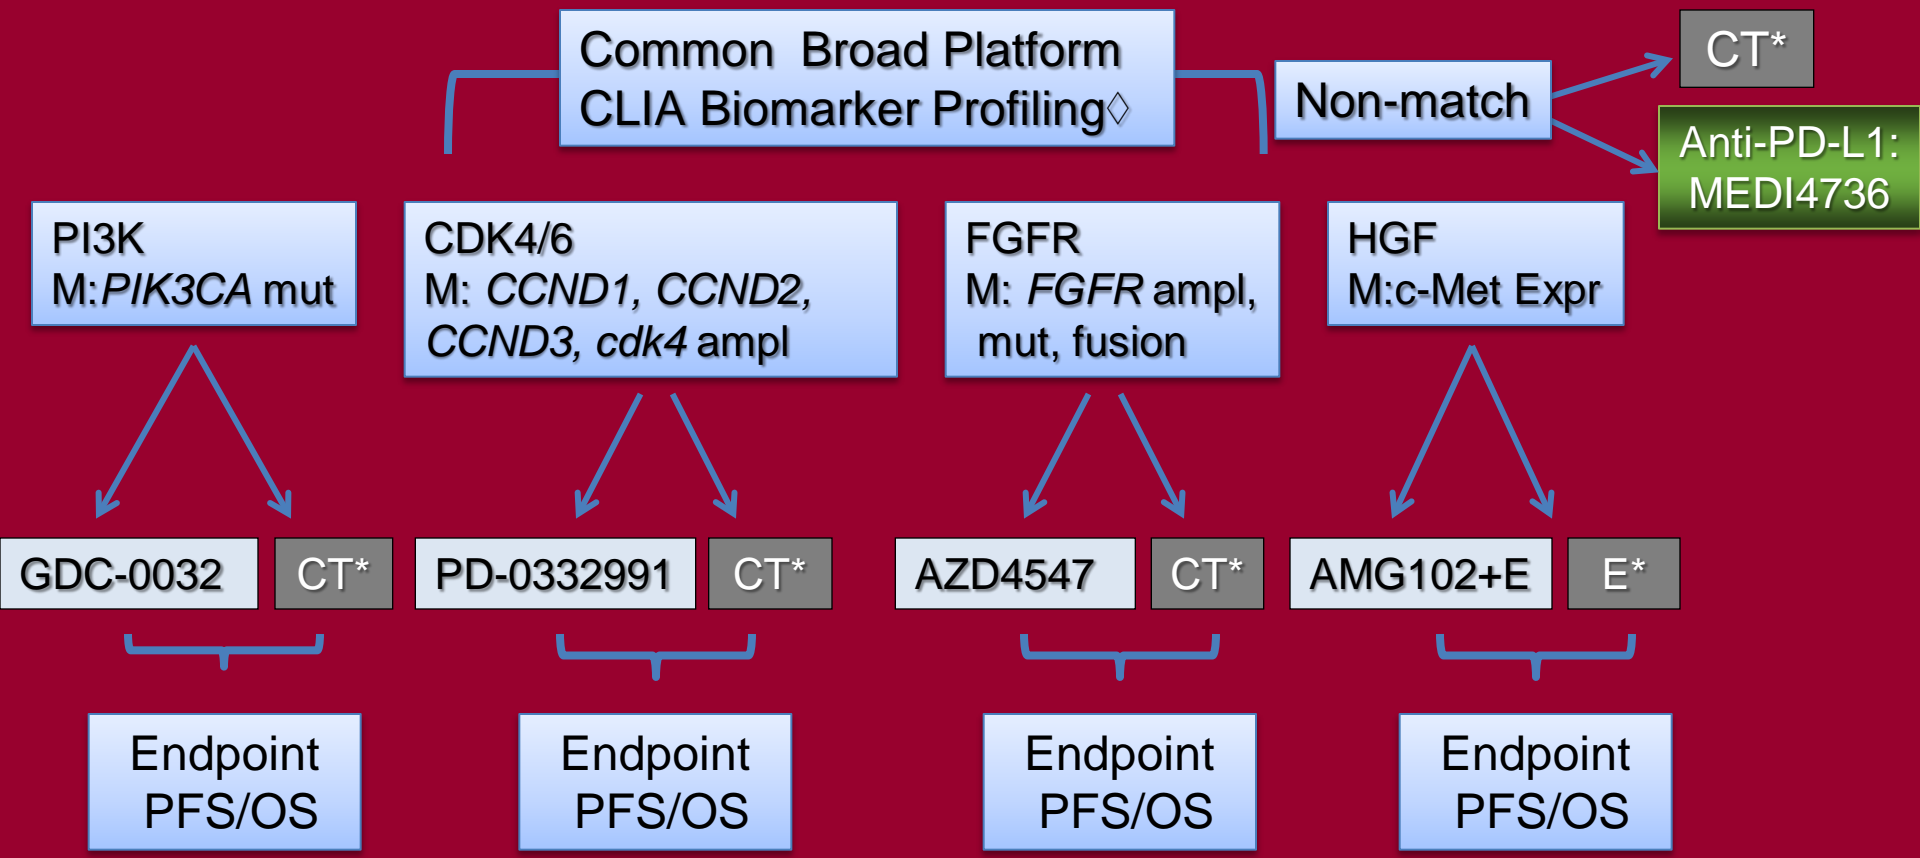 Common Broad Platform
CLIA Biomarker Profiling◊
Non-match
CT*
Anti-PD-L1:
MEDI4736
PI3K
M:PIK3CA mut
CDK4/6
M: CCND1, CCND2,
CCND3, cdk4 ampl
FGFR
M: FGFR ampl,
mut, fusion
HGF
M:c-Met Expr
GDC-0032
CT*
PD-0332991
CT*
AZD4547
CT*
AMG102+E
E*
Endpoint
PFS/OS
Endpoint
PFS/OS
Endpoint
PFS/OS
Endpoint
PFS/OS